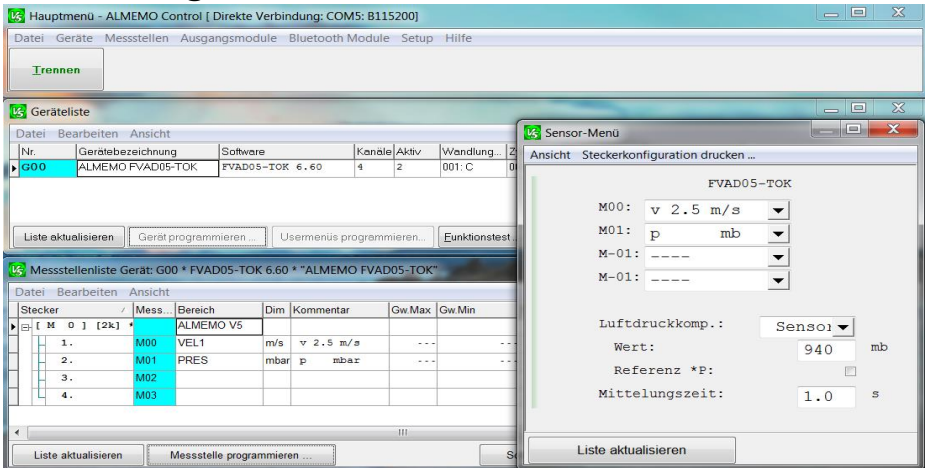 Hauptmenü - ALMEMO Control [ Direkte Verbindung: COM5: B115200]
Datei Geräte Messstellen Ausgangsmodule Bluetooth Module Setup Hilfe
Trennen
Geräteliste
Datei Bearbeiten Ansicht
Nr. Gerätebezeichnung Software Kanäle Aktiv Wandlung...
G00 ALMEMO FVAD05-TOK FVAD05-TOK 6.60 4 2 001: C
Liste aktualisieren Gerät programmieren ... Usermenüs programmieren... Funktionstest
Messstellenliste Gerät: G00 * FVAD05-TOK 6.60 * "ALMEMO FVAD05-TOK"
Datei Bearbeiten Ansicht
Stecker / Mess... Bereich Dim Kommentar Gw.Max Gw.Min
[ M 0 ] [2k] * ALMEMO V5
1. M00 VEL1 m/s v 2.5 m/s --- ---
2. M01 PRES mbar p mbar --- ---
3. M02
4. M03
Liste aktualisieren Messstelle programmieren ...
Sensor-Menü
Ansicht Steckerkonfiguration drucken ...
FVAD05-TOK
M00: v 2.5 m/s
M01: p mb
M-01: ----
M-01: ----
Luftdruckkomp.: Sensor
Wert: 940 mb
Referenz *P:
Mittelungszeit: 1.0 s
Liste aktualisieren